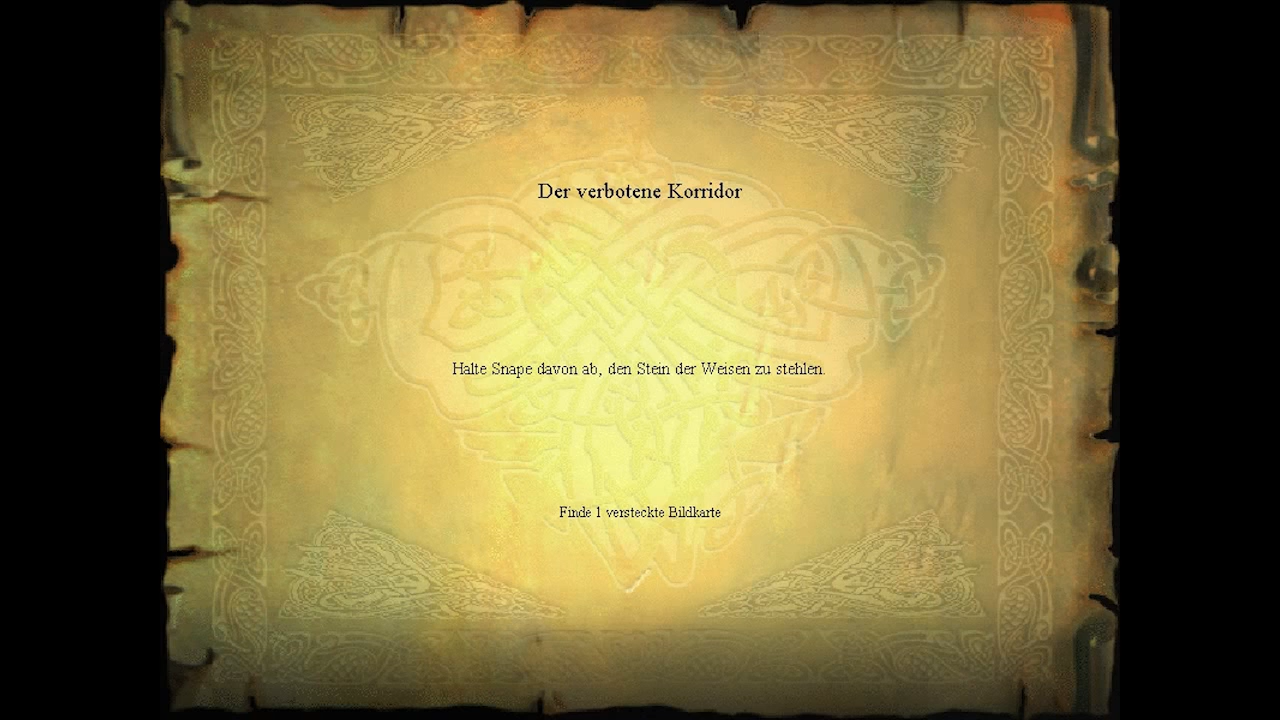 Der verbotene Korridor
Halte Snape davon ab, den Stein der Weisen zu stehlen.
Finde 1 versteckte Bildkarte